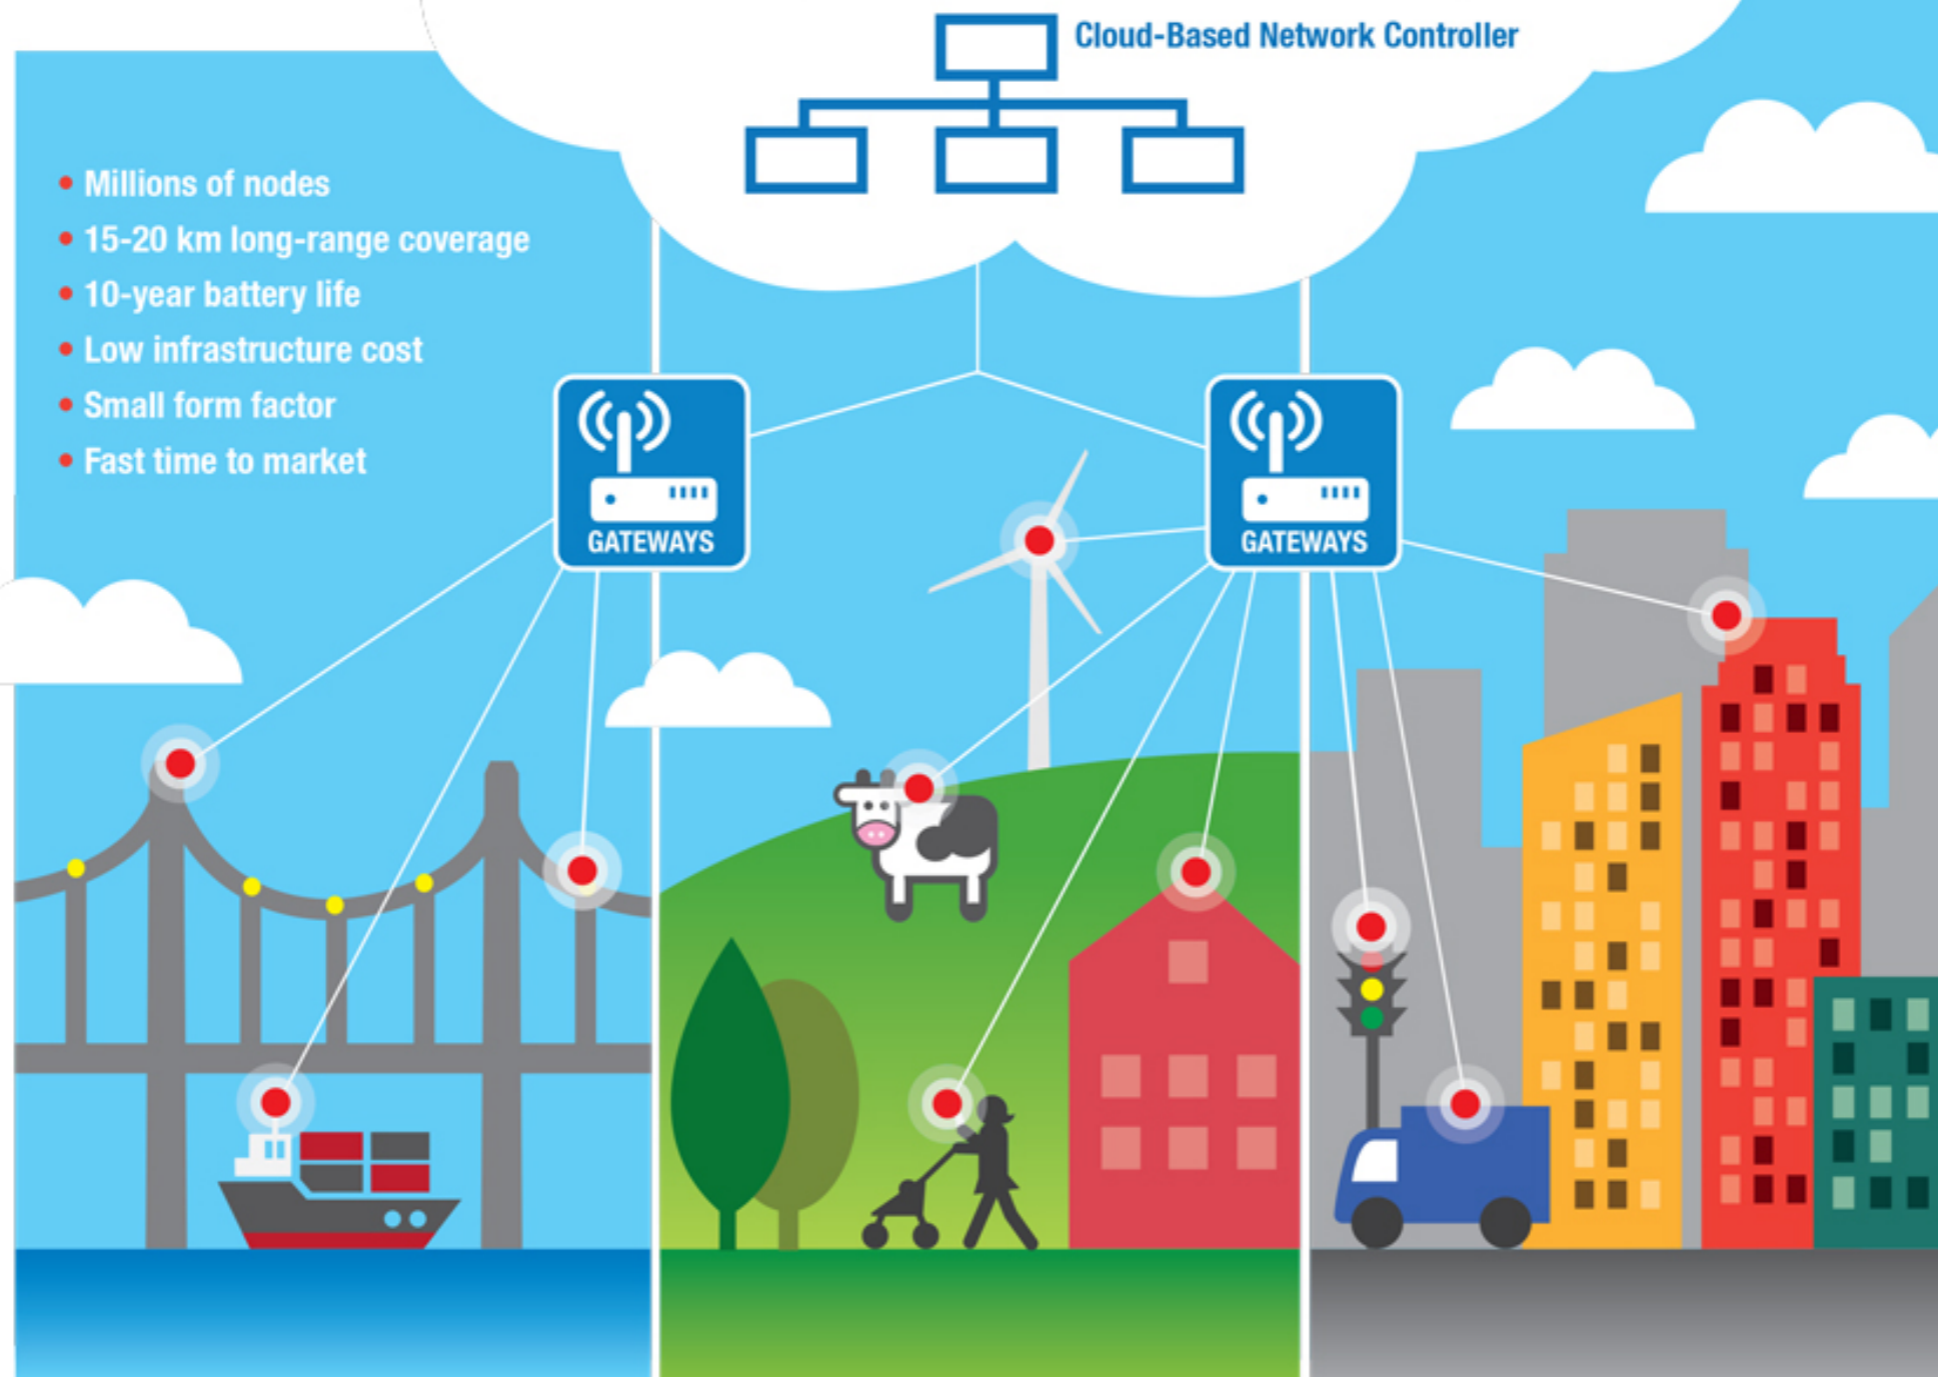 Cloud-Based Network Controller
• Millions of nodes
• 15-20 km long-range coverage
• 10-year battery life
• Low infrastructure cost
• Small form factor
• Fast time to market
GATEWAYS
GATEWAYS